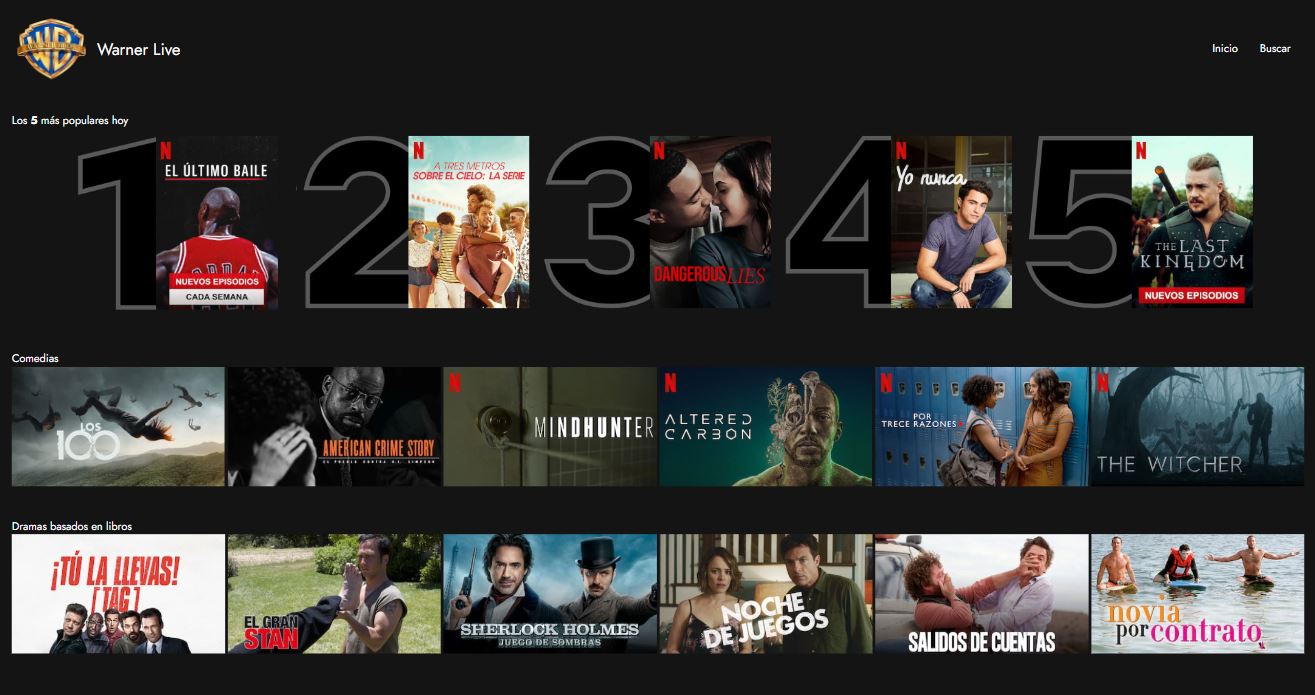 Warner Live
Inicio
Buscar
Los 5 más populares hoy
1
N
EL ÚLTIMO BAILE
NUEVOS EPISODIOS
CADA SEMANA
2
N
A TRES METROS
SOBRE EL CIELO: LA SERIE
3
N
DANGEROUS LIES
4
N
Yo nunca
5
N
THE LAST
KINGDOM
NUEVOS EPISODIOS
Comedias
LOS
100
AMERICAN CRIME STORY
EL PUEBLO CONTRA O.J. SIMPSON
N
MINDHUNTER
N
ALTERED
CARBON
N
POR
TRECE RAZONES
N
THE WITCHER
Dramas basados en libros
¡TÚ LA LLEVAS!
[TAG]
EL GRAN
STAN
SHERLOCK HOLMES
JUEGO DE SOMBRAS
NOCHE
DE JUEGOS
SALIDOS DE CUENTAS
novia
por contrato